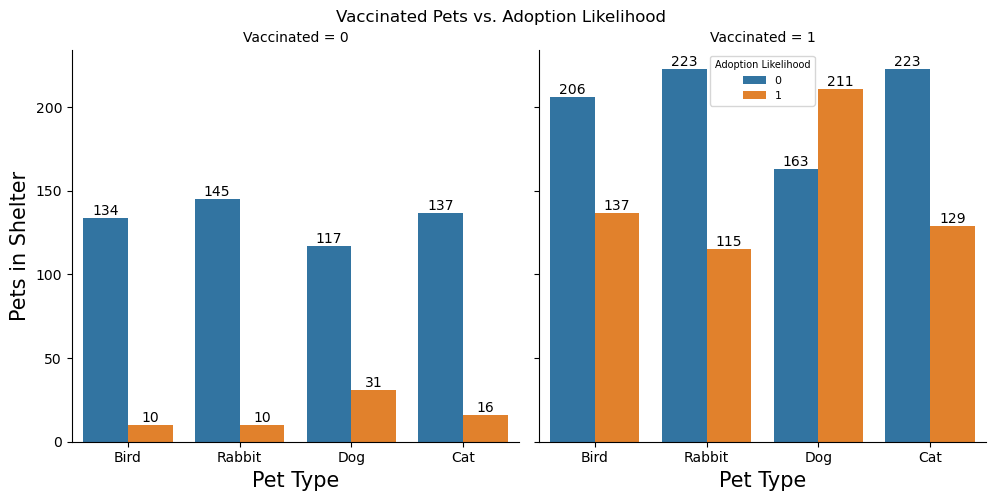 Vaccinated Pets vs. Adoption Likelihood
Vaccinated = 0
Vaccinated = 1
Pets in Shelter
200
150
100
50
0
134
10
145
10
117
31
137
16
Bird
Rabbit
Dog
Cat
Pet Type
Adoption Likelihood
0
1
206
137
223
115
163
211
223
129
Bird
Rabbit
Dog
Cat
Pet Type